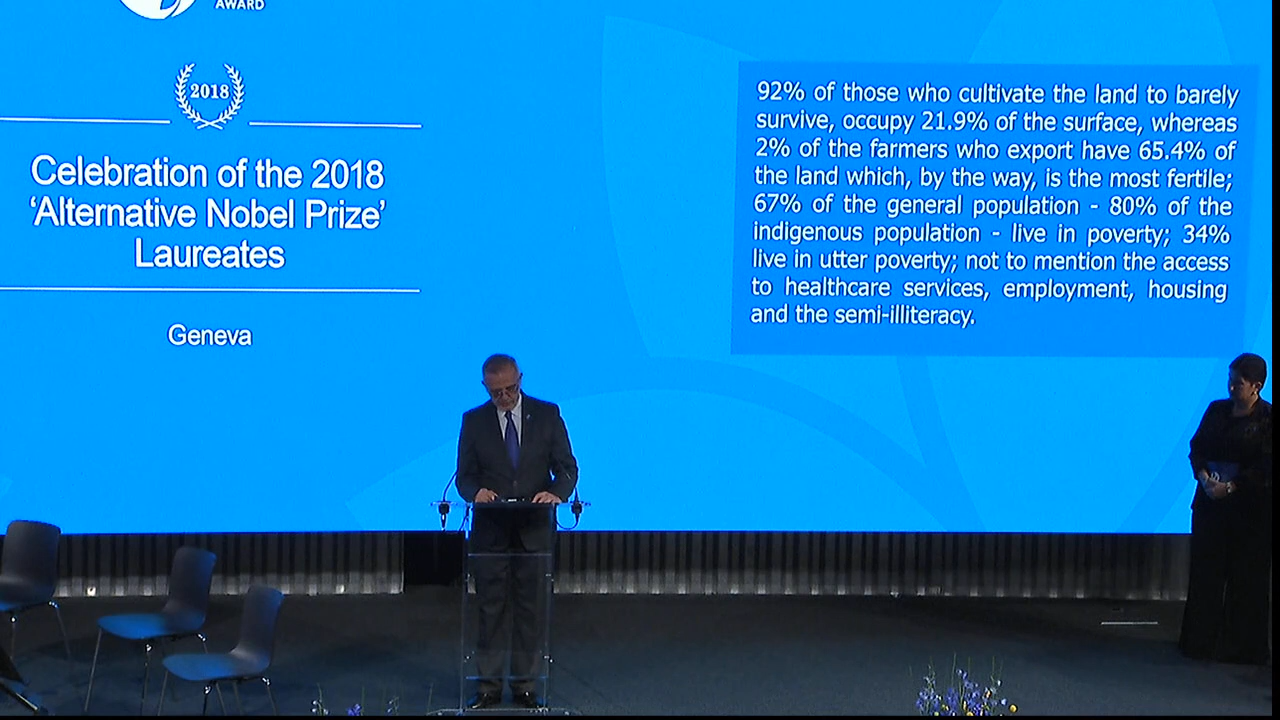 AWARD
2018
Celebration of the 2018
‘Alternative Nobel Prize’
Laureates
Geneva
92% of those who cultivate the land to barely
survive, occupy 21.9% of the surface, whereas
2% of the farmers who export have 65.4% of
the land which, by the way, is the most fertile;
67% of the general population - 80% of the
indigenous population - live in poverty; 34%
live in utter poverty; not to mention the access
to healthcare services, employment, housing
and the semi-illiteracy.